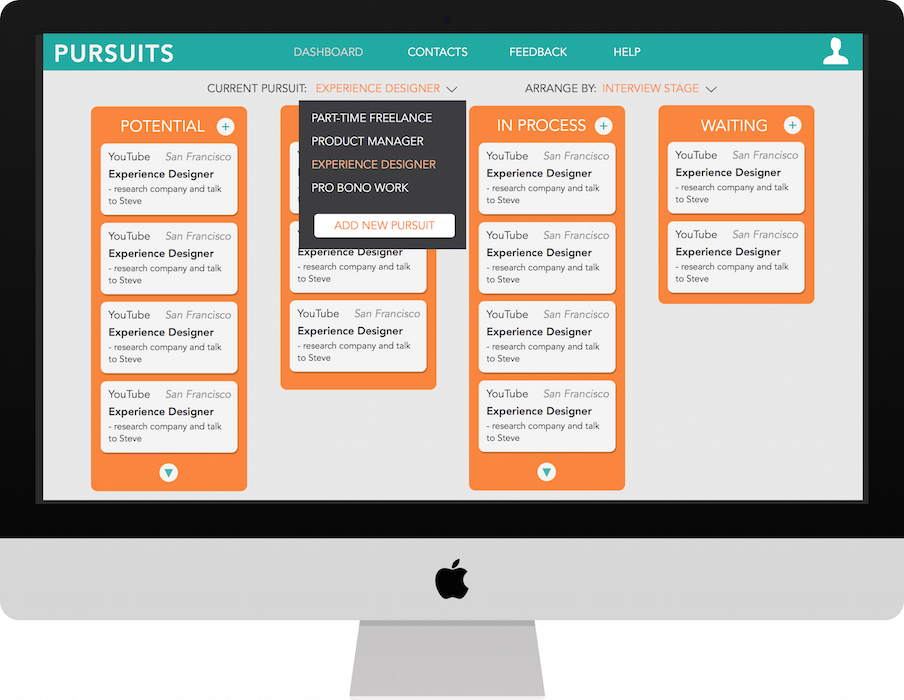 PURSUITS
DASHBOARD
CONTACTS
FEEDBACK
HELP
CURRENT PURSUIT: EXPERIENCE DESIGNER
ARRANGE BY: INTERVIEW STAGE
PART-TIME FREELANCE
PRODUCT MANAGER
EXPERIENCE DESIGNER
PRO BONO WORK
ADD NEW PURSUIT
POTENTIAL +
YouTube San Francisco
Experience Designer
- research company and talk
to Steve
YouTube San Francisco
Experience Designer
- research company and talk
to Steve
YouTube San Francisco
Experience Designer
- research company and talk
to Steve
YouTube San Francisco
Experience Designer
- research company and talk
to Steve
Experience Designer
- research company and talk
to Steve
YouTube San Francisco
Experience Designer
- research company and talk
to Steve
IN PROCESS +
YouTube San Francisco
Experience Designer
- research company and talk
to Steve
YouTube San Francisco
Experience Designer
- research company and talk
to Steve
YouTube San Francisco
Experience Designer
- research company and talk
to Steve
YouTube San Francisco
Experience Designer
- research company and talk
to Steve
WAITING +
YouTube San Francisco
Experience Designer
- research company and talk
to Steve
YouTube San Francisco
Experience Designer
- research company and talk
to Steve